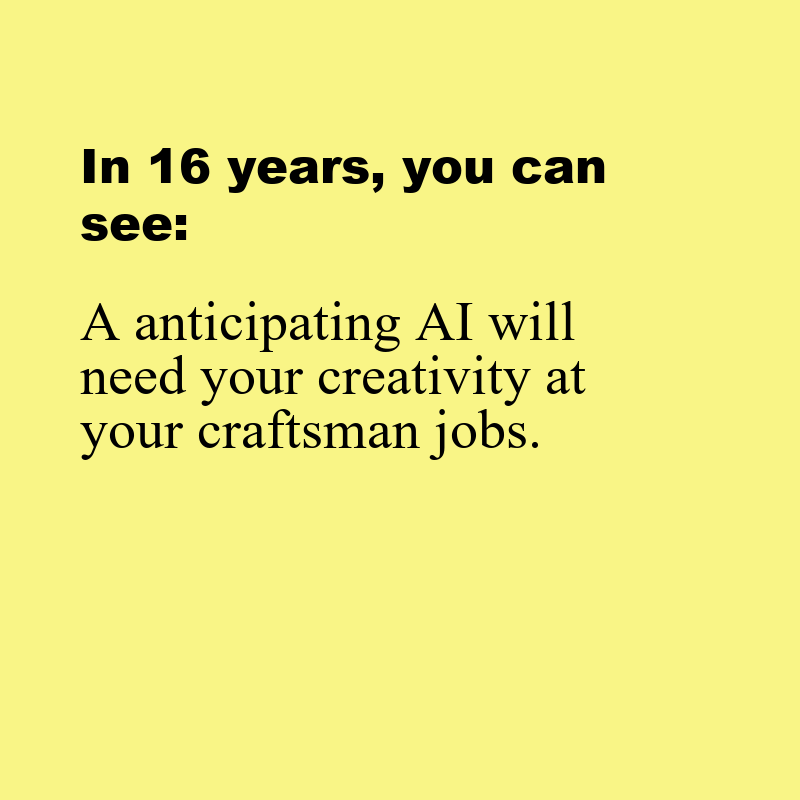 In 16 years, you can
see:
A anticipating AI will
need your creativity at
your craftsman jobs.